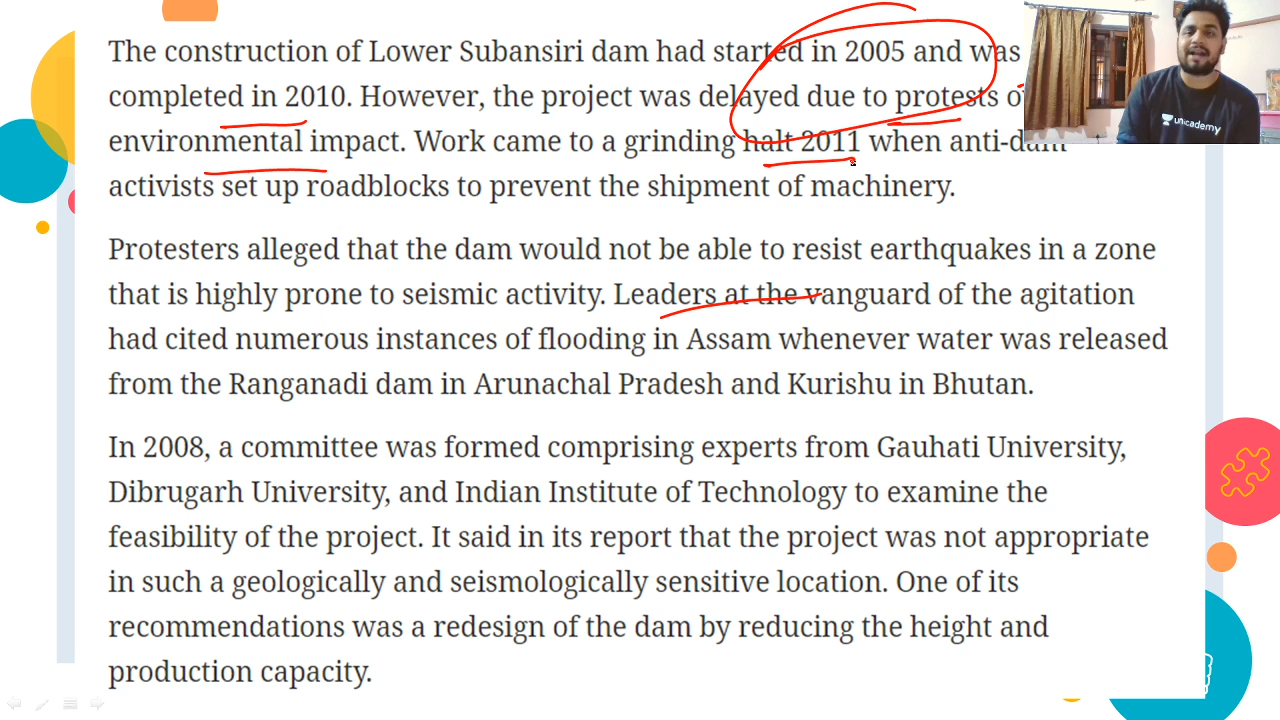 The construction of Lower Subansiri dam had started in 2005 and was
completed in 2010. However, the project was delayed due to protests
environmental impact. Work came to a grinding halt 2011 when anti-dam
activists set up roadblocks to prevent the shipment of machinery.
Protesters alleged that the dam would not be able to resist earthquakes in a zone
that is highly prone to seismic activity. Leaders at the vanguard of the agitation
had cited numerous instances of flooding in Assam whenever water was released
from the Ranganadi dam in Arunachal Pradesh and Kurishu in Bhutan.
In 2008, a committee was formed comprising experts from Gauhati University,
Dibrugarh University, and Indian Institute of Technology to examine the
feasibility of the project. It said in its report that the project was not appropriate
in such a geologically and seismologically sensitive location. One of its
recommendations was a redesign of the dam by reducing the height and
production capacity.
unacademy